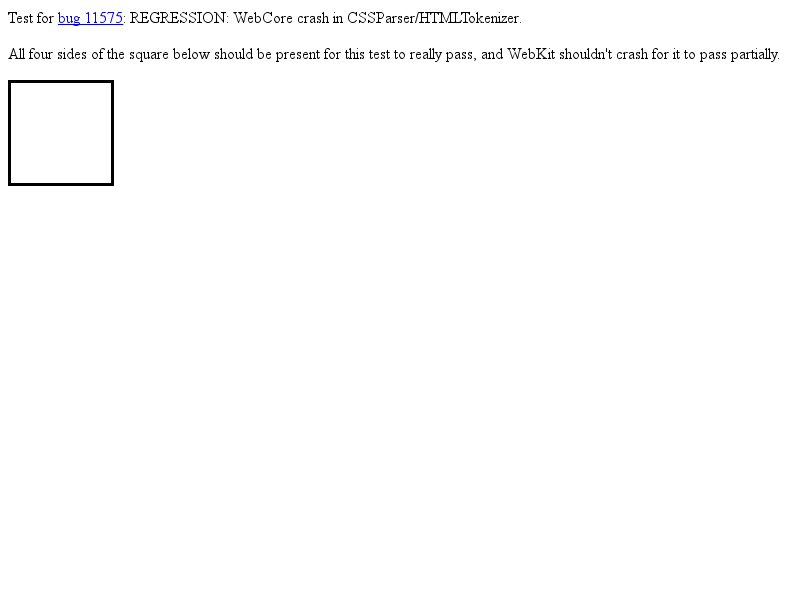 Test for bug 11575: REGRESSION: WebCore crash in CSSParser/HTMLTokenizer.
All four sides of the square below should be present for this test to really pass, and WebKit shouldn't crash for it to pass partially.